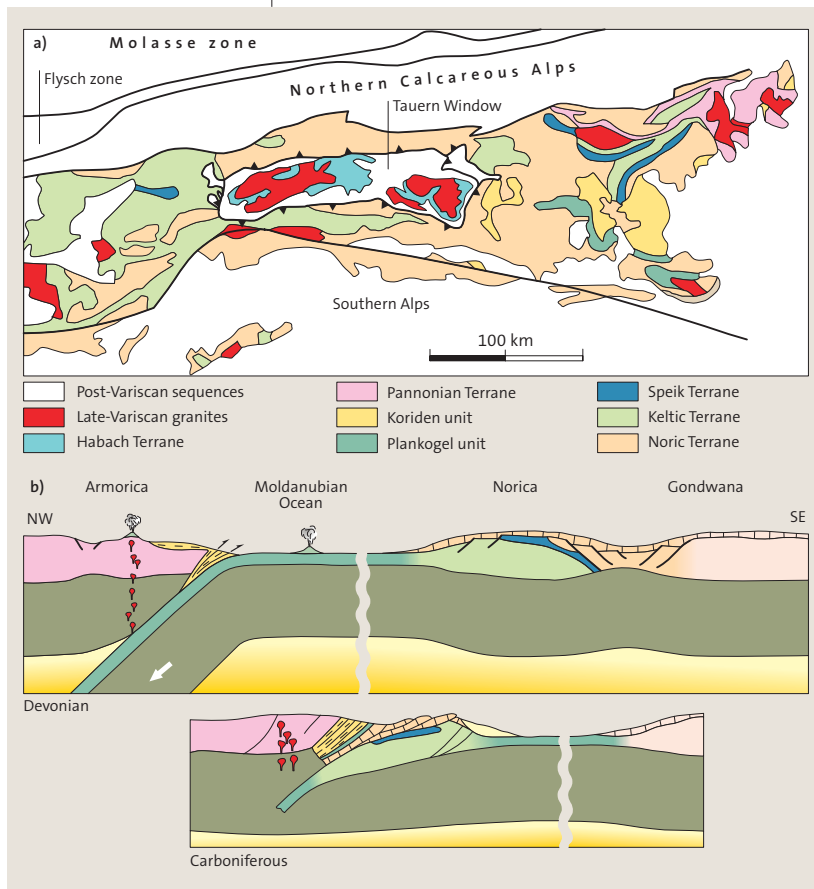 a)
Molasse zone
Flysch zone
Northern Calcareous Alps
Tauern Window
Southern Alps
100 km
Post-Variscan sequences
Late-Variscan granites
Habach Terrane
Pannonian Terrane
Koriden unit
Plankogel unit
Speik Terrane
Keltic Terrane
Noric Terrane
b)
Armorica
Moldanubian
Ocean
Norica
Gondwana
NW
SE
Devonian
Carboniferous